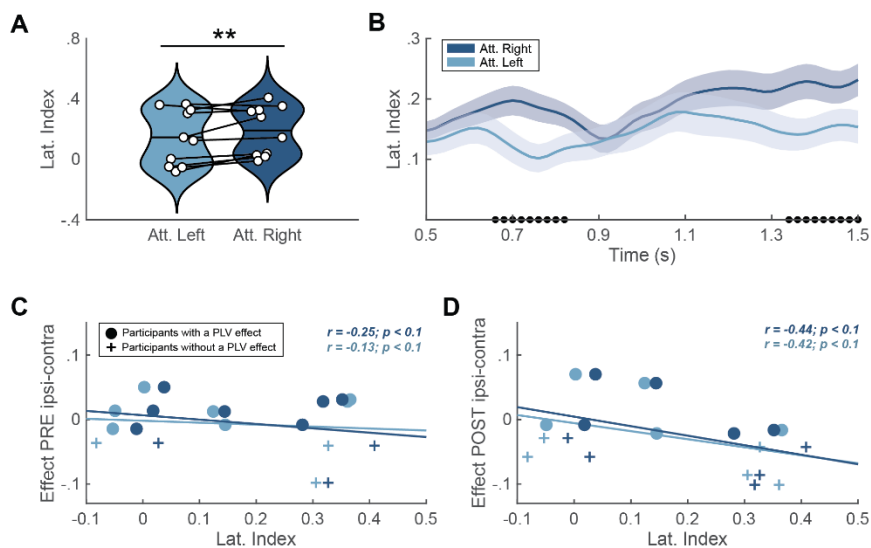 A
**
Lat. Index
.8
.4
0
-.4
Att. Left
Att. Right
B
Att. Right
Att. Left
Lat. Index
.3
.2
.1
0.5
0.7
0.9
1.1
1.3
1.5
Time (s)
C
Participants with a PLV effect
Participants without a PLV effect
r = -0.25; p < 0.1
r = -0.13; p < 0.1
Effect PRE ipsi-contra
.1
0
-.1
-0.1
0
0.1
0.2
0.3
0.4
0.5
Lat. Index
D
r = -0.44; p < 0.1
r = -0.42; p < 0.1
Effect POST ipsi-contra
.1
0
-.1
-0.1
0
0.1
0.2
0.3
0.4
0.5
Lat. Index